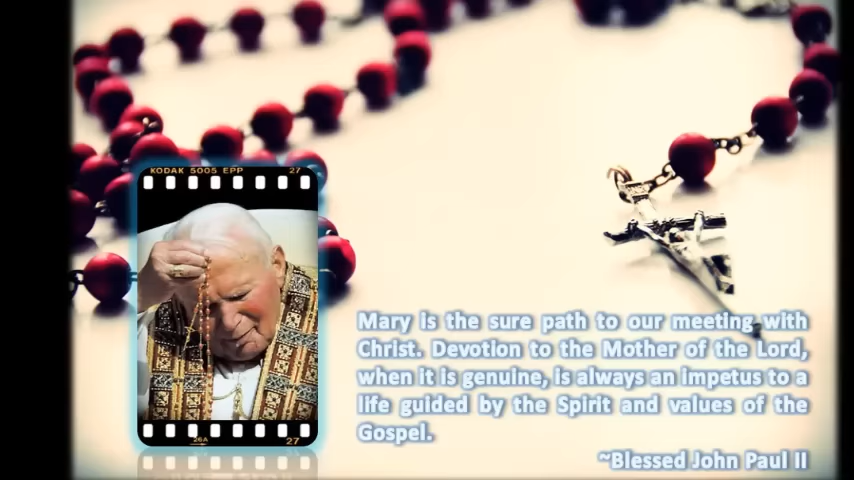 KODAK 5005 EPP 27
Mary is the sure path to our meeting with
Christ. Devotion to the Mother of the Lord,
when it is genuine, is always an impetus to a
life guided by the Spirit and values of the
Gospel.
~Blessed John Paul II
26A 27